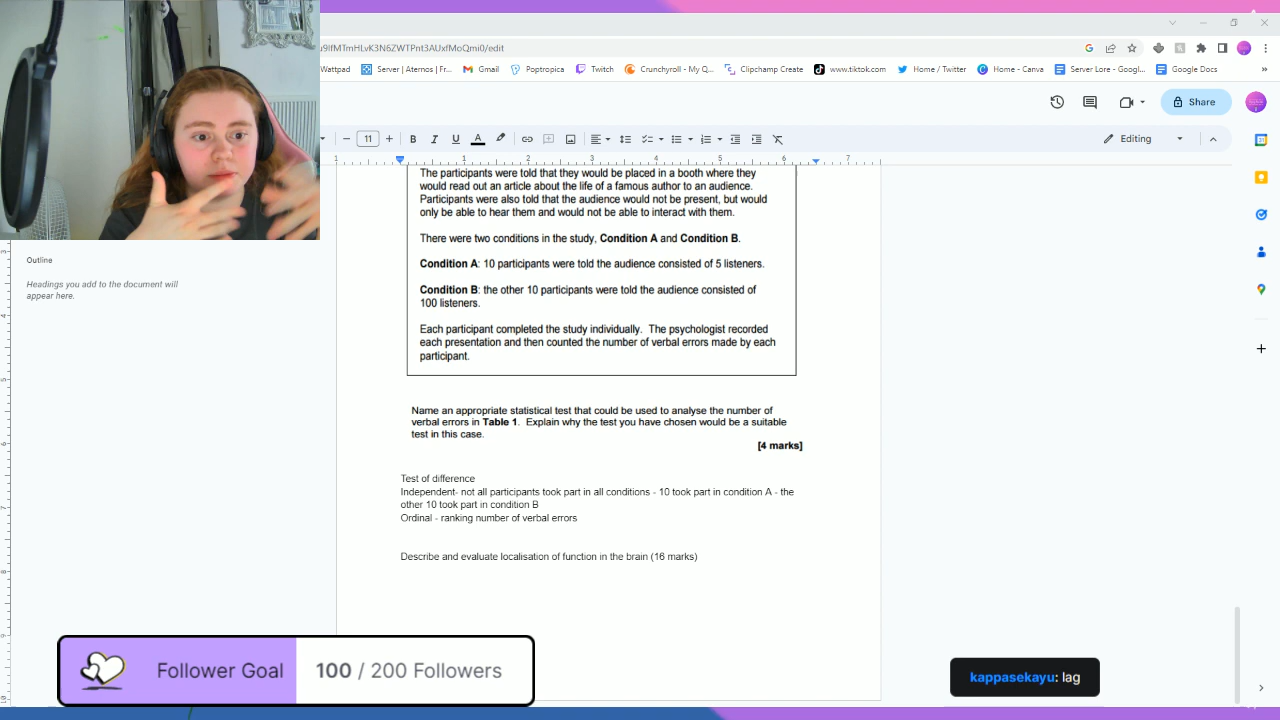 u9IfMTmHLvK3N6ZWTPnt3AUxfMoQmi0/edit
Wattpad
Server | Aternos | Fr...
Gmail
Poptropica
Twitch
Crunchyroll - My Q...
Clipchamp Create
www.tiktok.com
Home / Twitter
Home - Canva
Server Lore - Googl...
Google Docs
»
Share
11
B
I
U
A
Editing
1
1
2
3
4
5
6
7
The participants were told that they would be placed in a booth where they
would read out an article about the life of a famous author to an audience.
Participants were also told that the audience would not be present, but would
only be able to hear them and would not be able to interact with them.
There were two conditions in the study, Condition A and Condition B.
Condition A: 10 participants were told the audience consisted of 5 listeners.
Condition B: the other 10 participants were told the audience consisted of
100 listeners.
Each participant completed the study individually. The psychologist recorded
each presentation and then counted the number of verbal errors made by each
participant.
Outline
Headings you add to the document will
appear here.
Name an appropriate statistical test that could be used to analyse the number of
verbal errors in Table 1. Explain why the test you have chosen would be a suitable
test in this case.
[4 marks]
Test of difference
Independent- not all participants took part in all conditions - 10 took part in condition A - the
other 10 took part in condition B
Ordinal - ranking number of verbal errors
Describe and evaluate localisation of function in the brain (16 marks)
Follower Goal
100 / 200 Followers
kappasekayu: lag